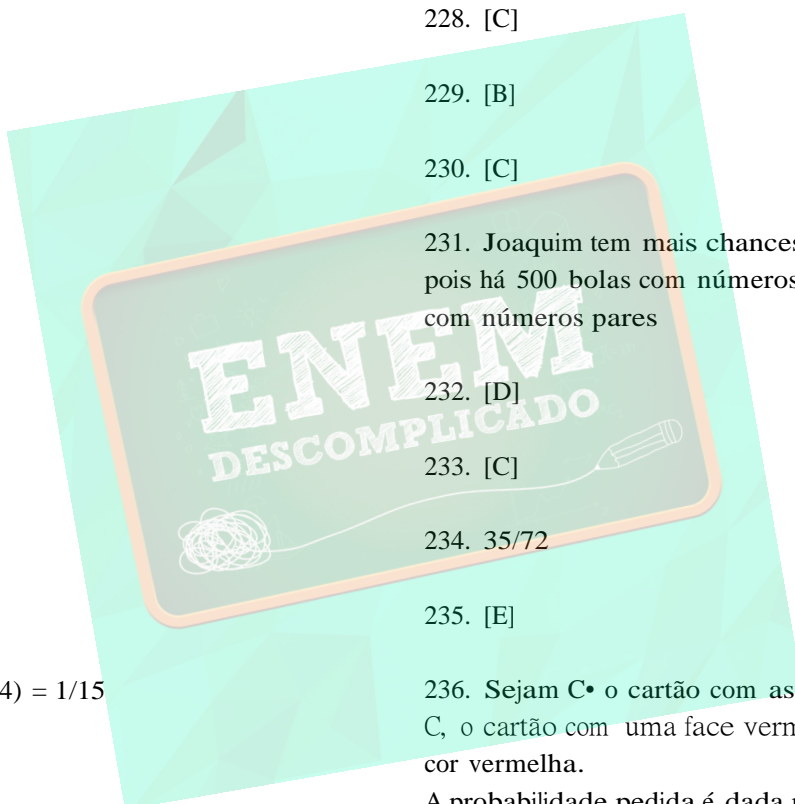 228. [C]
229. [B]
230. [C]
231. Joaquim tem mais chances
pois há 500 bolas com números
com números pares
ENEM
DESCOMPLICADO
232. [D]
233. [C]
234. 35/72
235. [E]
4) = 1/15
236. Sejam C• o cartão com as
C, o cartão com uma face verm
cor vermelha.
A probabilidade pedida é dada